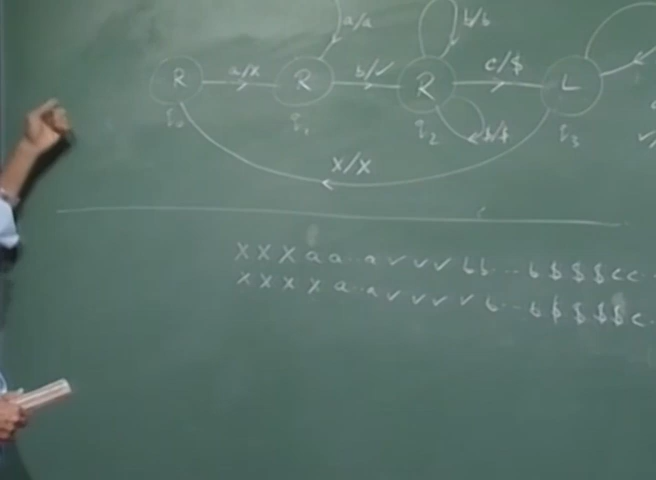 a/a b/b
R a/x R b/✓ R c/$ L
q₀ q₁ q₂ $/$ q₃
X/X
X X X a a .. a ✓ ✓ ✓ b b ... b $ $ $ c c ..
X X X X a .. a ✓ ✓ ✓ ✓ b .. b $ $ $ $ c .